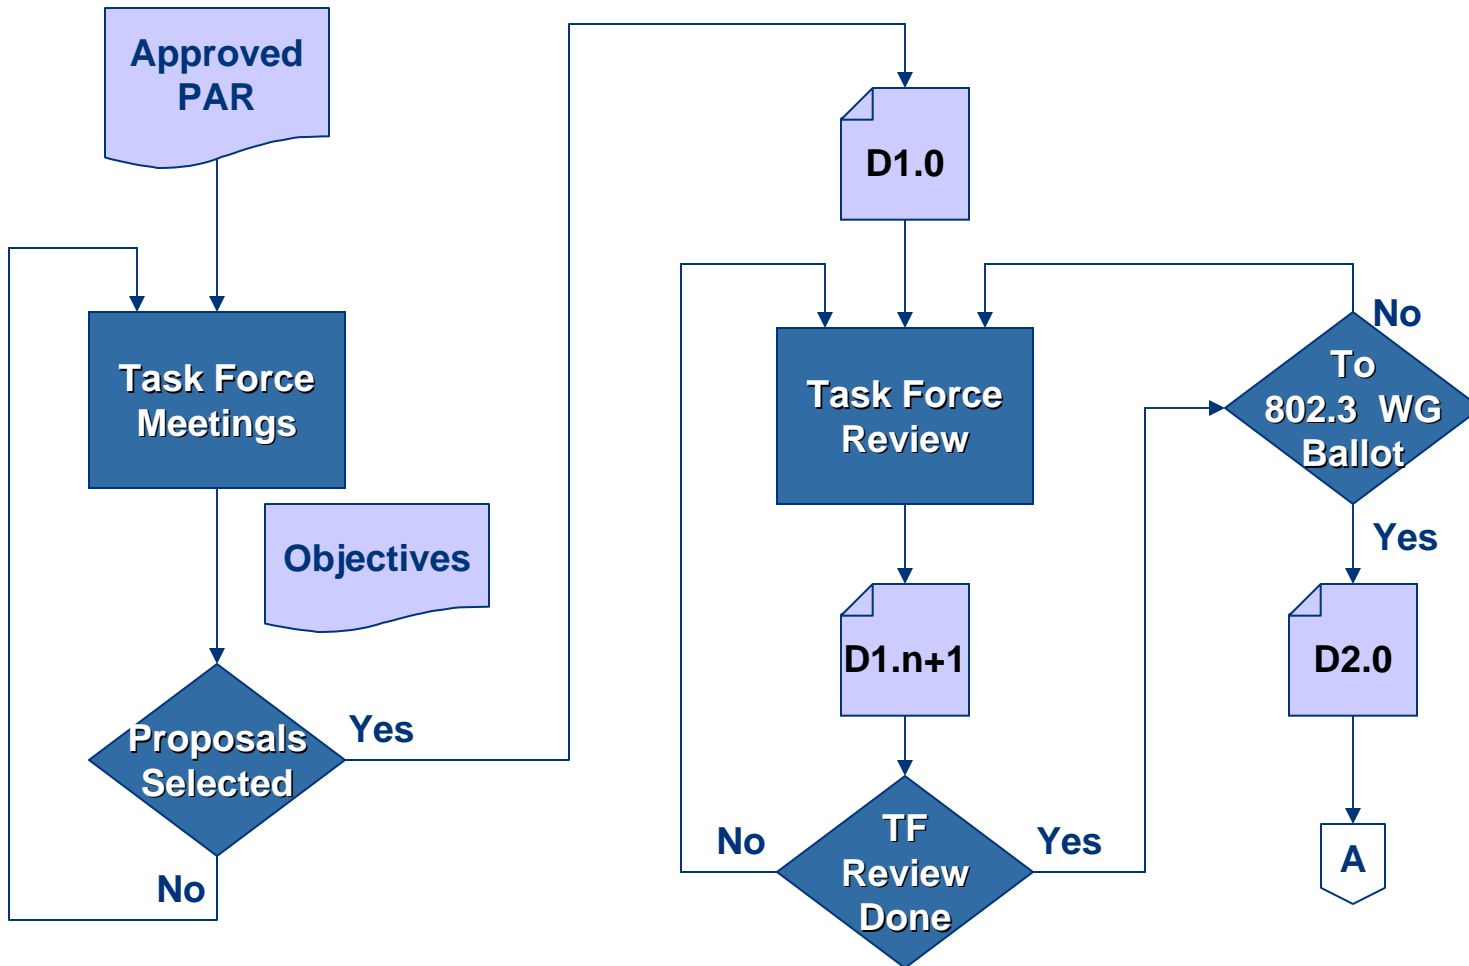 Approved
PAR
Task Force
Meetings
Objectives
Proposals
Selected
Yes
No
D1.0
Task Force
Review
D1.n+1
TF
Review
Done
No
Yes
No
To
802.3 WG
Ballot
Yes
D2.0
A